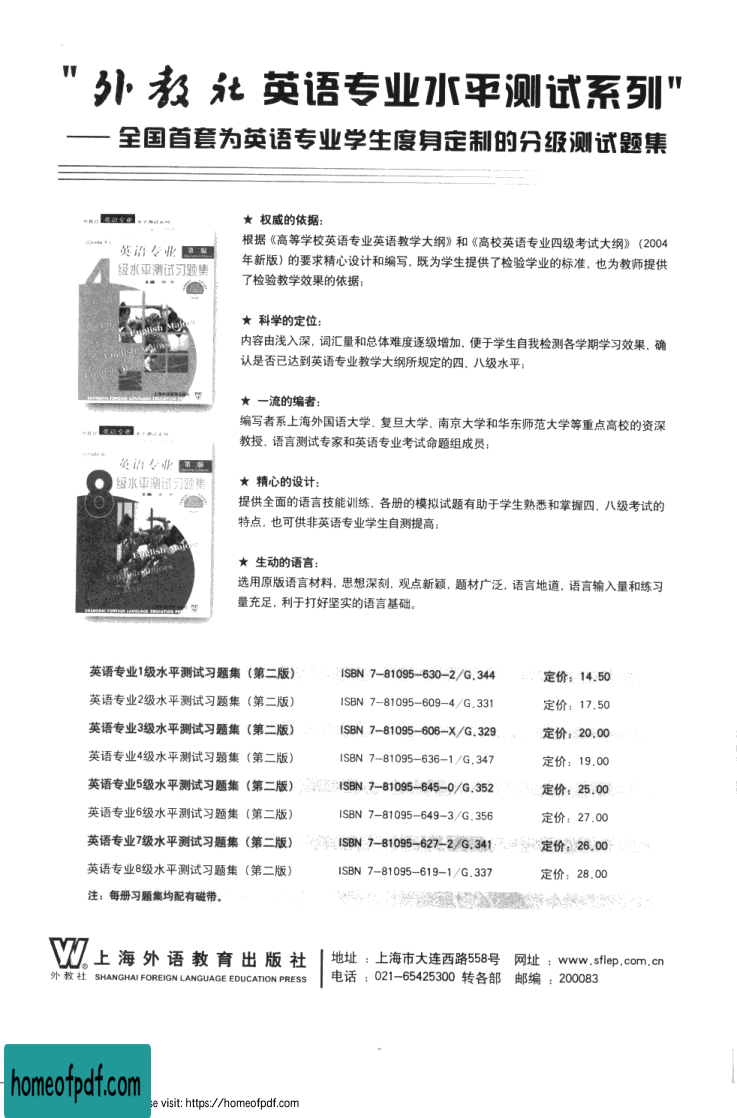 "外教社 英语专业水平测试系列"
—— 全国首套为英语专业学生度身定制的分级测试题集
英语专业
第二版
英语专业
4
级水平测试习题集
English Majors
SHANGHAI FOREIGN LANGUAGE EDUCATION PRESS
英语专业
英语专业
第二版
8
级水平测试习题集
English Majors
SHANGHAI FOREIGN LANGUAGE EDUCATION PRESS
★ 权威的依据:
根据《高等学校英语专业英语教学大纲》和《高校英语专业四级考试大纲》(2004
年新版) 的要求精心设计和编写, 既为学生提供了检验学业的标准, 也为教师提供
了检验教学效果的依据;
★ 科学的定位:
内容由浅入深, 词汇量和总体难度逐级增加, 便于学生自我检测各学期学习效果, 确
认是否已达到英语专业教学大纲所规定的四、八级水平;
★ 一流的编者:
编写者系上海外国语大学、复旦大学、南京大学和华东师范大学等重点高校的资深
教授、语言测试专家和英语专业考试命题组成员;
★ 精心的设计:
提供全面的语言技能训练, 各册的模拟试题有助于学生熟悉和掌握四、八级考试的
特点, 也可供非英语专业学生自测提高;
★ 生动的语言:
选用原版语言材料, 思想深刻, 观点新颖, 题材广泛, 语言地道, 语言输入量和练习
量充足, 利于打好坚实的语言基础。
英语专业1级水平测试习题集 (第二版) ISBN 7-81095-630-2/G.344 定价: 14.50
英语专业2级水平测试习题集 (第二版) ISBN 7-81095-609-4/G.331 定价: 17.50
英语专业3级水平测试习题集 (第二版) ISBN 7-81095-606-X/G.329 定价: 20.00
英语专业4级水平测试习题集 (第二版) ISBN 7-81095-636-1/G.347 定价: 19.00
英语专业5级水平测试习题集 (第二版) ISBN 7-81095-645-0/G.352 定价: 25.00
英语专业6级水平测试习题集 (第二版) ISBN 7-81095-649-3/G.356 定价: 27.00
英语专业7级水平测试习题集 (第二版) ISBN 7-81095-627-2/G.341 定价: 26.00
英语专业8级水平测试习题集 (第二版) ISBN 7-81095-619-1/G.337 定价: 28.00
注: 每册习题集均配有磁带。
W ® 上海外语教育出版社
外教社 SHANGHAI FOREIGN LANGUAGE EDUCATION PRESS
地址 : 上海市大连西路558号 网址 : www.sflep.com.cn
电话 : 021-65425300 转各部 邮编 : 200083
homeofpdf.com
se visit: https://homeofpdf.com